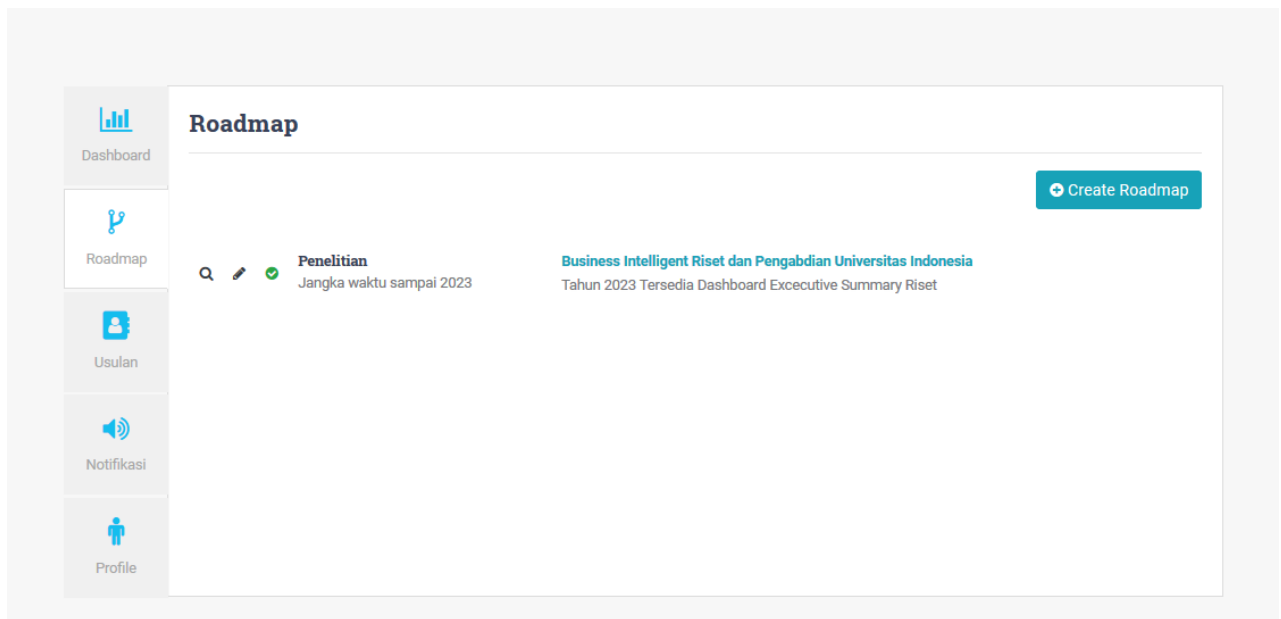 Dashboard
Roadmap
Usulan
Notifikasi
Profile
Roadmap
Create Roadmap
Penelitian
Jangka waktu sampai 2023
Business Intelligent Riset dan Pengabdian Universitas Indonesia
Tahun 2023 Tersedia Dashboard Excecutive Summary Riset